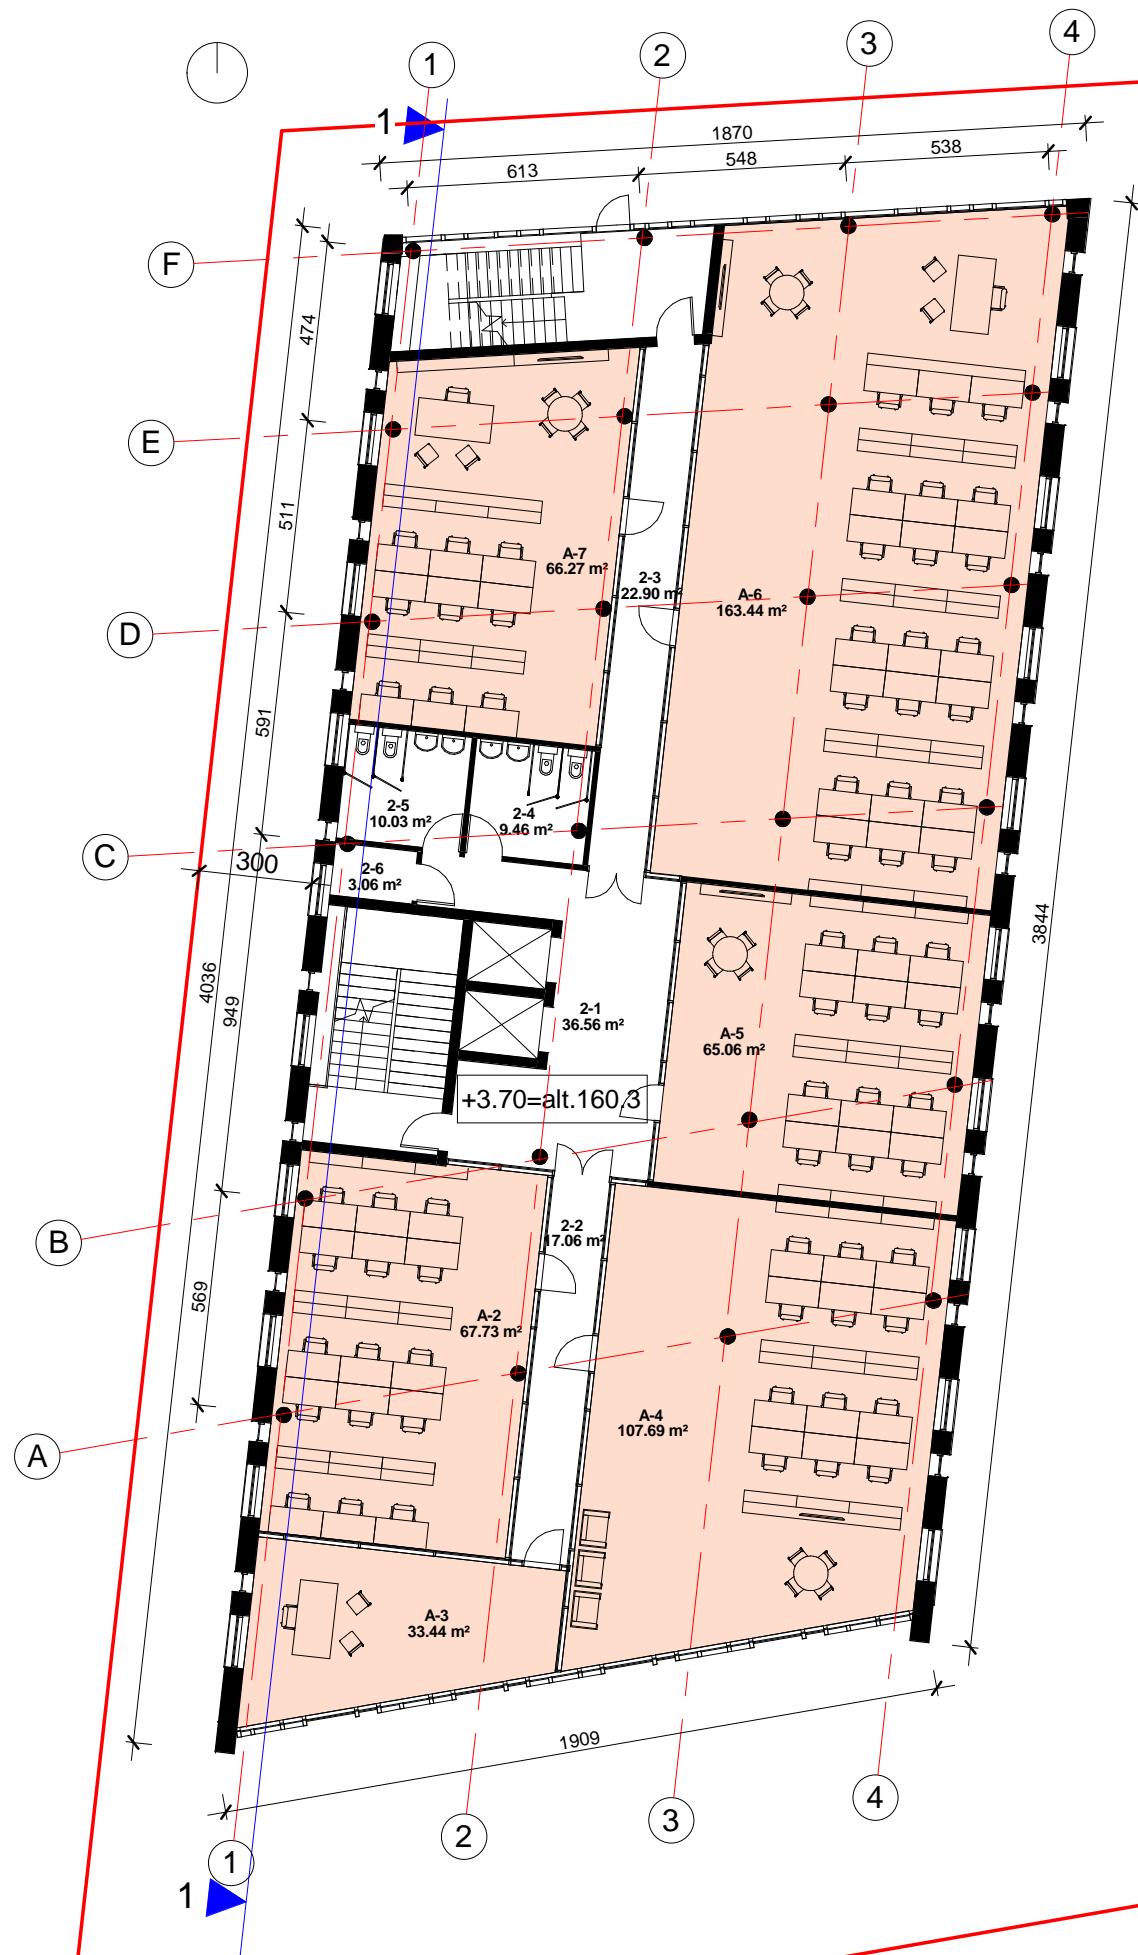 1
2
3
4
1
1870
613
548
538
F
474
E
511
A-7
66.27 m²
2-3
22.90 m²
A-6
163.44 m²
D
591
2-5
10.03 m²
2-4
9.46 m²
C
300
2-6
3.06 m²
3844
4036
949
2-1
36.56 m²
A-5
65.06 m²
+3.70=alt.160.3
B
2-2
17.06 m²
569
A-2
67.73 m²
A-4
107.69 m²
A
A-3
33.44 m²
1909
4
3
2
1
1